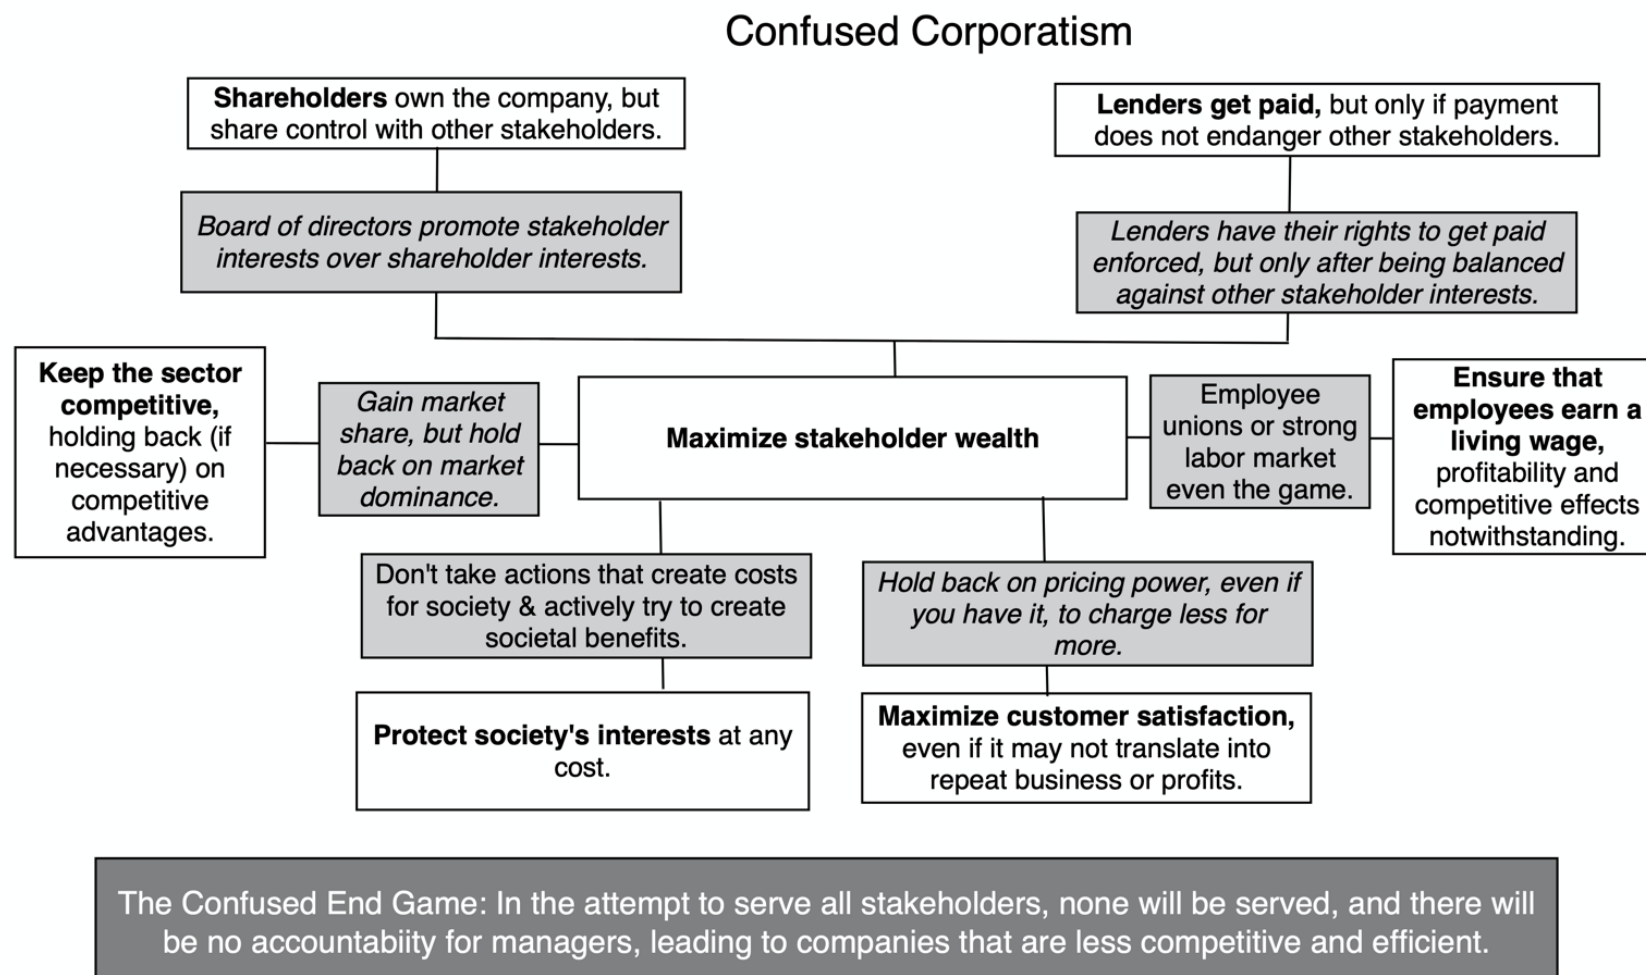 Confused Corporatism
Shareholders own the company, but
share control with other stakeholders.
Lenders get paid, but only if payment
does not endanger other stakeholders.
Board of directors promote stakeholder
interests over shareholder interests.
Lenders have their rights to get paid
enforced, but only after being balanced
against other stakeholder interests.
Keep the sector
competitive,
holding back (if
necessary) on
competitive
advantages.
Gain market
share, but hold
back on market
dominance.
Maximize stakeholder wealth
Employee
unions or strong
labor market
even the game.
Ensure that
employees earn a
living wage,
profitability and
competitive effects
notwithstanding.
Don't take actions that create costs
for society & actively try to create
societal benefits.
Hold back on pricing power, even if
you have it, to charge less for
more.
Protect society's interests at any
cost.
Maximize customer satisfaction,
even if it may not translate into
repeat business or profits.
The Confused End Game: In the attempt to serve all stakeholders, none will be served, and there will
be no accountabiity for managers, leading to companies that are less competitive and efficient.